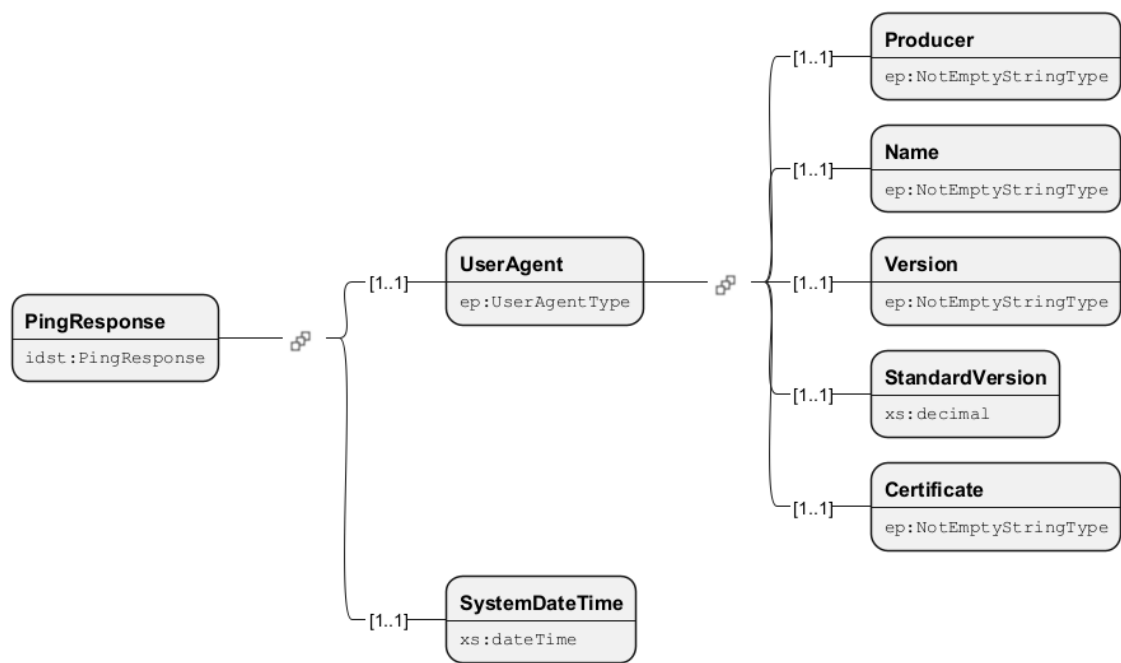 PingResponse
idst:PingResponse
[1..1]
UserAgent
ep:UserAgentType
[1..1]
Producer
ep:NotEmptyStringType
[1..1]
Name
ep:NotEmptyStringType
[1..1]
Version
ep:NotEmptyStringType
[1..1]
StandardVersion
xs:decimal
[1..1]
Certificate
ep:NotEmptyStringType
[1..1]
SystemDateTime
xs:dateTime